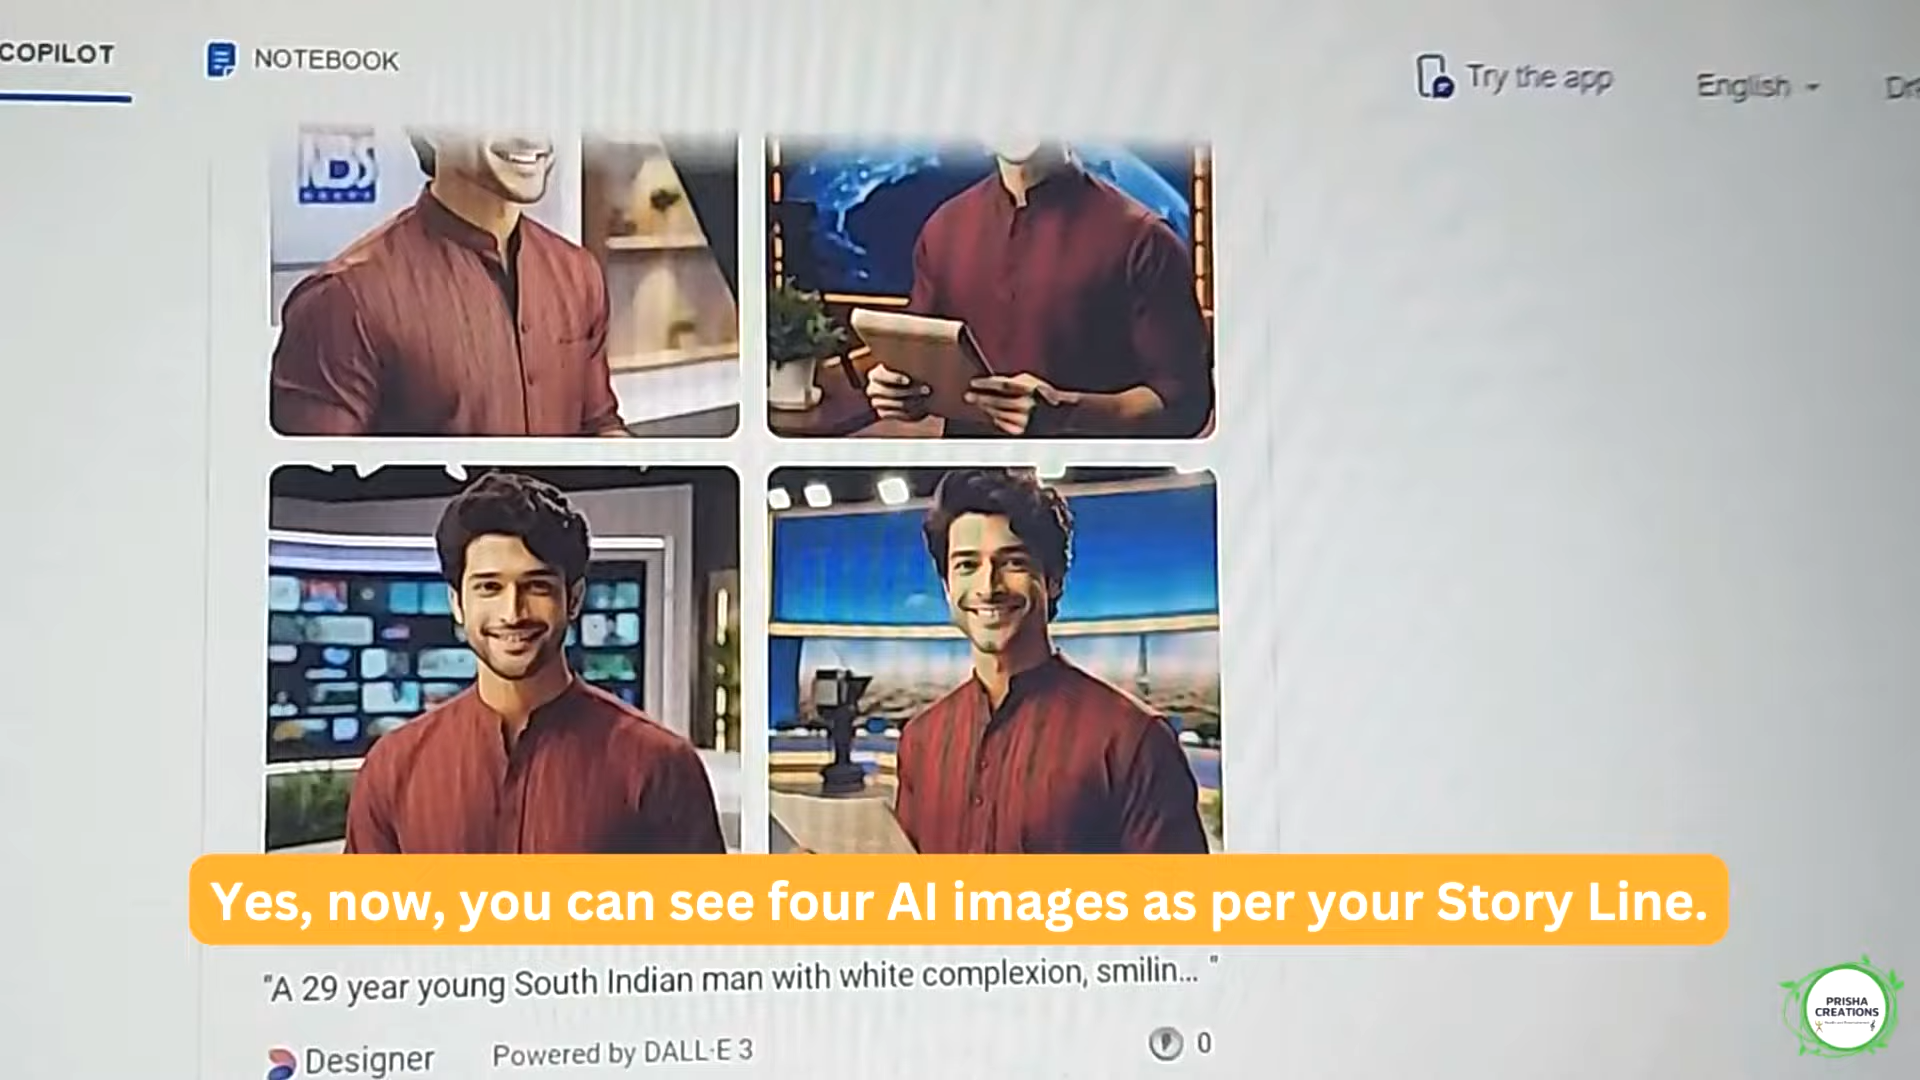 COPILOT
NOTEBOOK
Try the app
English
NBS
Yes, now, you can see four AI images as per your Story Line.
"A 29 year young South Indian man with white complexion, smilin... "
Designer
Powered by DALL·E 3
0
PRISHA
CREATIONS